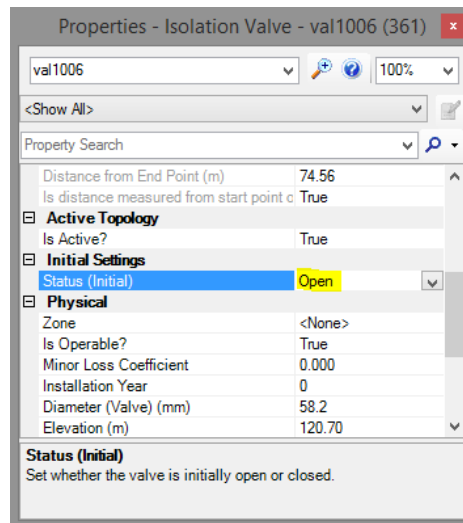 Properties - Isolation Valve - val1006 (361) x
val1006 100%
<Show All>
Property Search
Distance from End Point (m) 74.56
Is distance measured from start point o True
Active Topology
Is Active? True
Initial Settings
Status (Initial) Open
Physical
Zone <None>
Is Operable? True
Minor Loss Coefficient 0.000
Installation Year 0
Diameter (Valve) (mm) 58.2
Elevation (m) 120.70
Status (Initial)
Set whether the valve is initially open or closed.